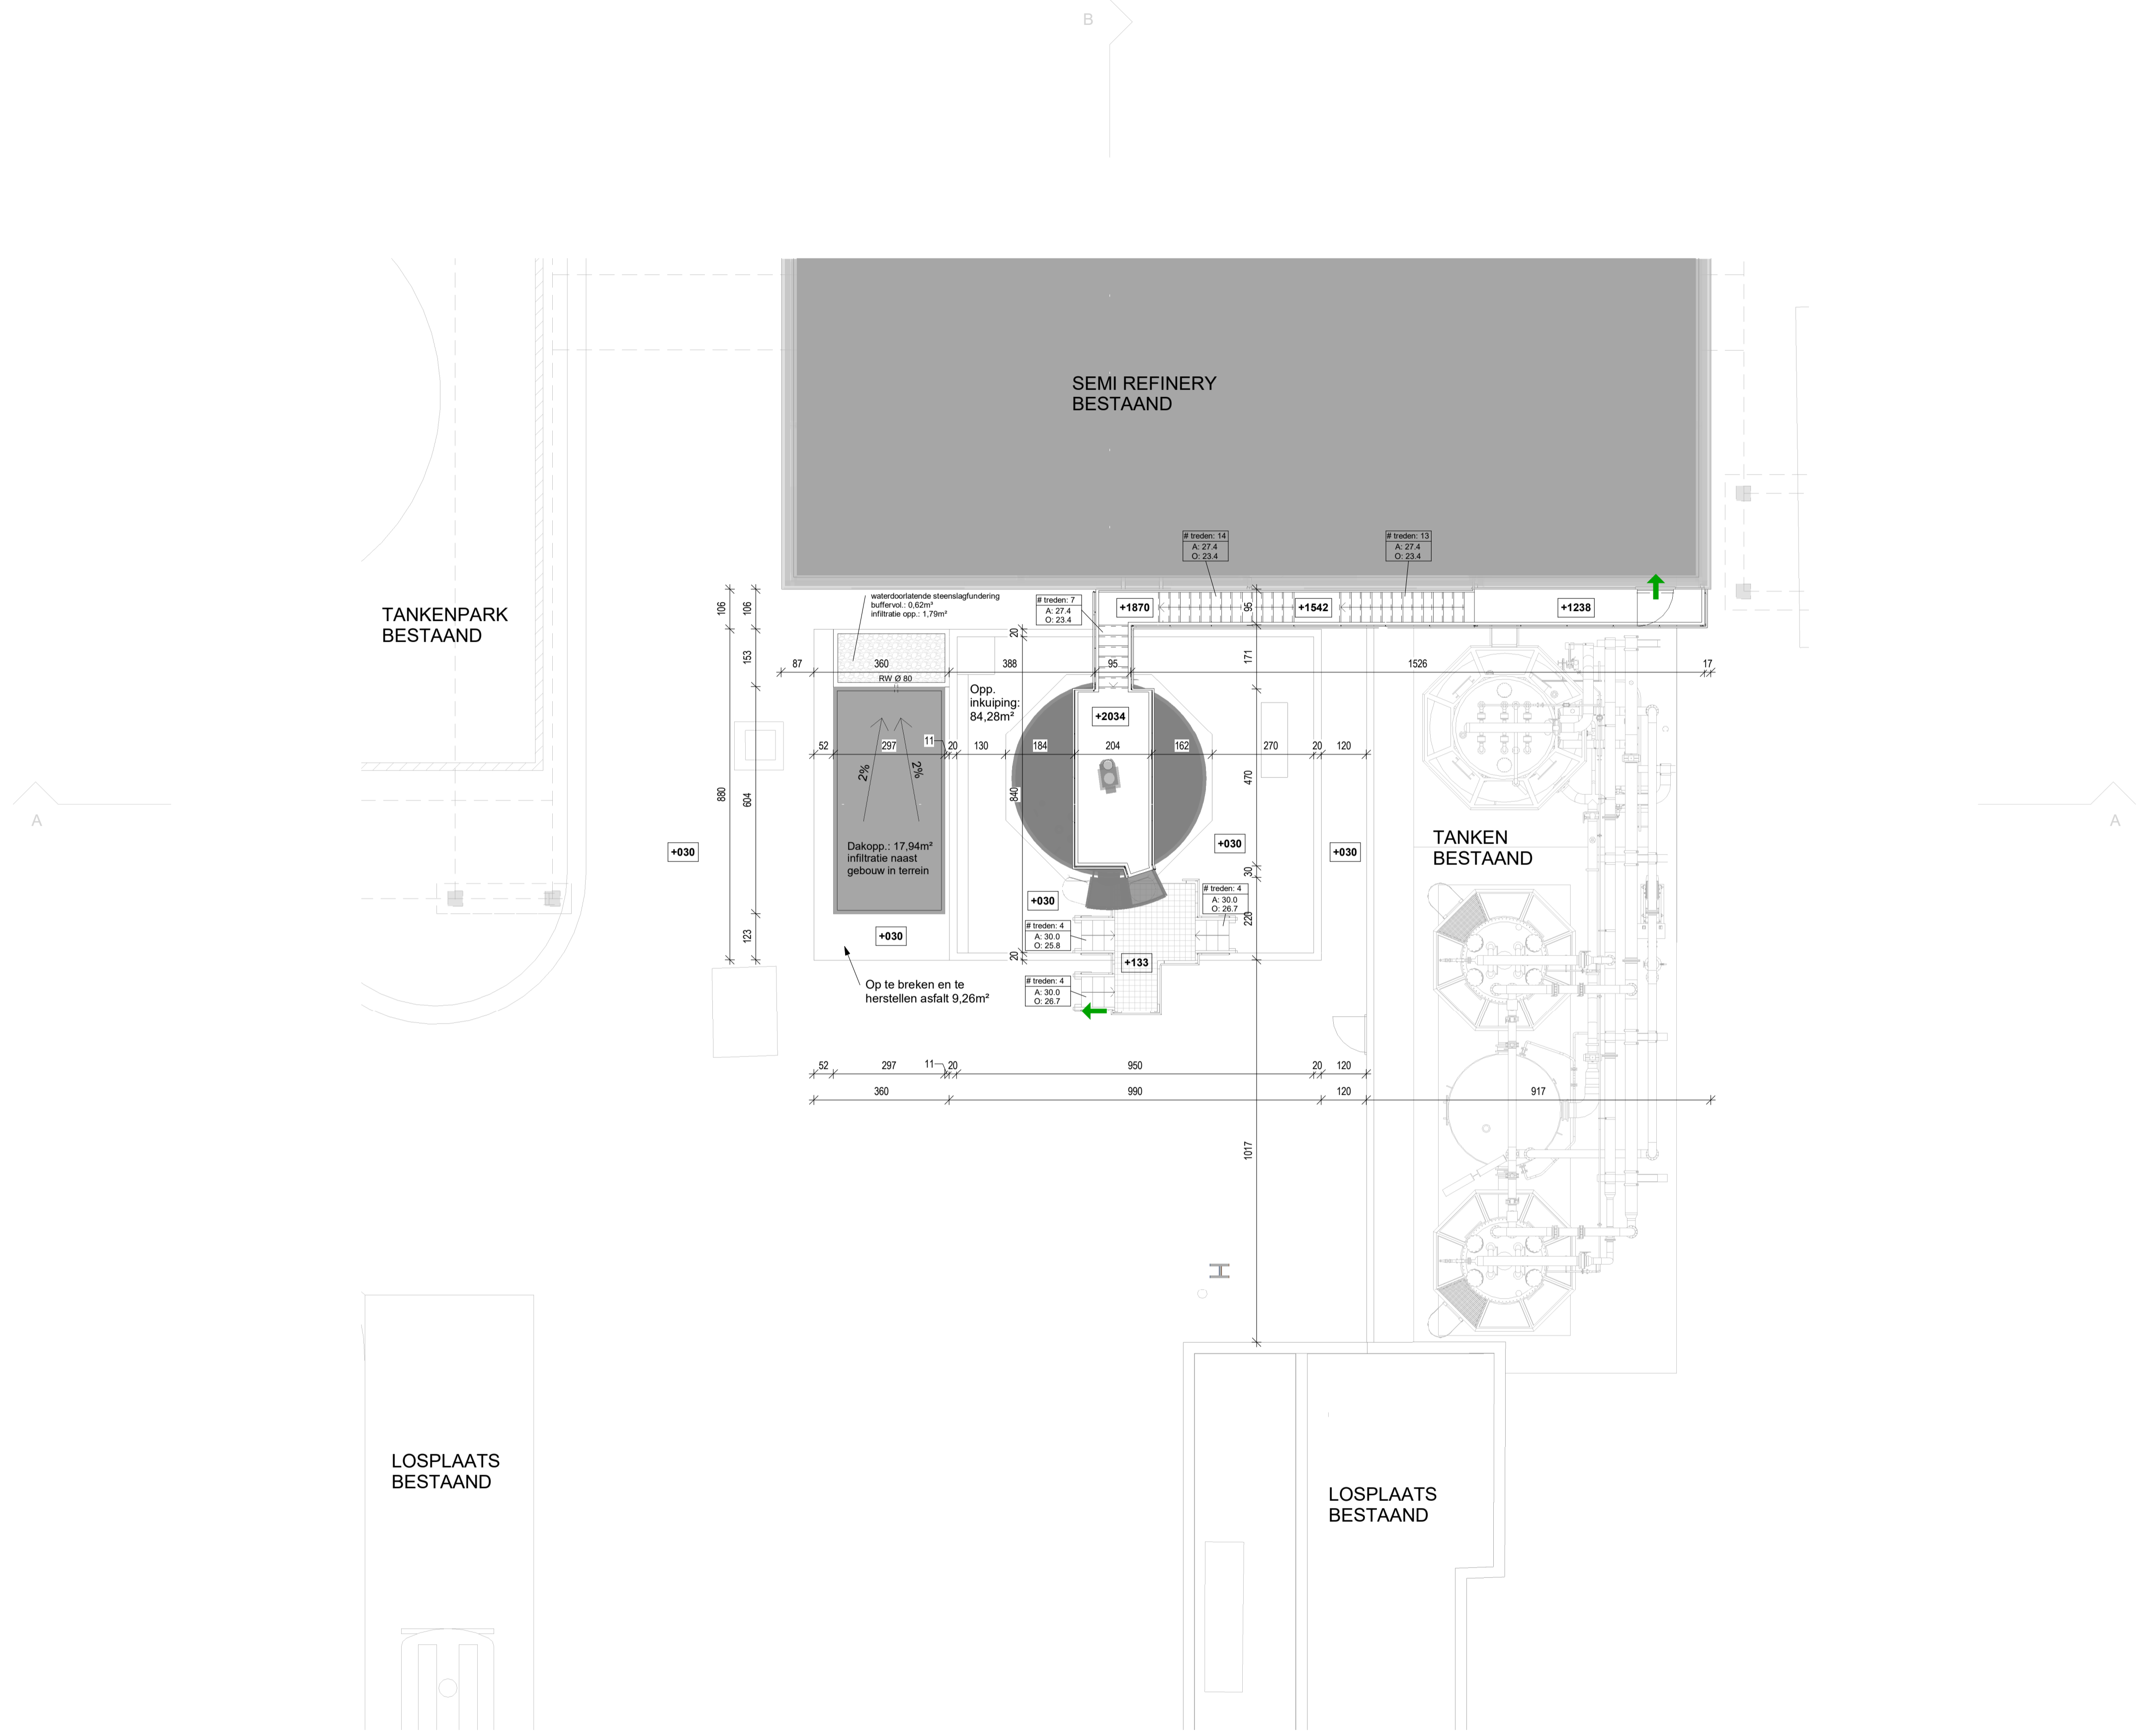 B
SEMI REFINERY
BESTAAND
# treden: 14
A: 27.4
O: 23.4
# treden: 13
A: 27.4
O: 23.4
TANKENPARK
BESTAAND
106
106
waterdoorlatende steenslagfundering
buffervol.: 0,62m³
infiltratie opp.: 1,79m²
# treden: 7
A: 27.4
O: 23.4
+1870
95
+1542
+1238
20
153
171
87
360
388
95
1526
17
RW Ø 80
Opp.
inkuiping:
84,28m²
+2034
52
297
11
20
130
184
204
162
270
20
120
2%
2%
880
604
840
470
A
A
TANKEN
BESTAAND
+030
Dakopp.: 17,94m²
infiltratie naast
gebouw in terrein
+030
+030
30
+030
# treden: 4
A: 30.0
O: 26.7
220
# treden: 4
A: 30.0
O: 25.8
123
+030
20
+133
Op te breken en te
herstellen asfalt 9,26m²
# treden: 4
A: 30.0
O: 26.7
52
297
11
20
950
20
120
360
990
120
917
1017
LOSPLAATS
BESTAAND
LOSPLAATS
BESTAAND